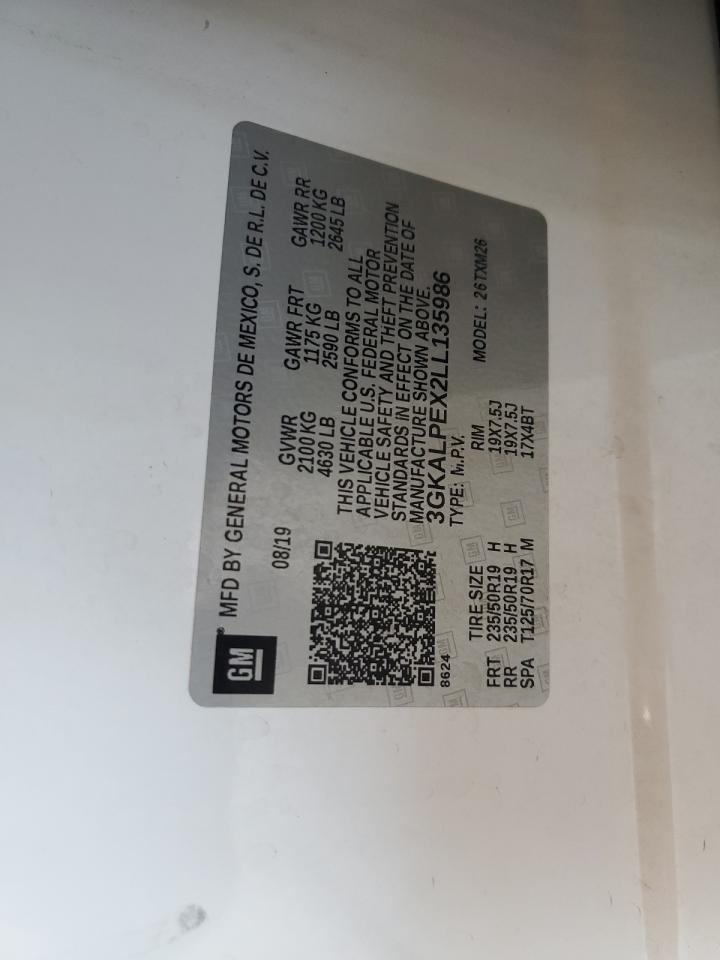 GM
MFD BY GENERAL MOTORS DE MEXICO, S. DE R.L. DE C.V.
08/19
GVWR GAWR FRT GAWR RR
2100 KG 1175 KG 1200 KG
4630 LB 2590 LB 2645 LB
THIS VEHICLE CONFORMS TO ALL
APPLICABLE U.S. FEDERAL MOTOR
VEHICLE SAFETY AND THEFT PREVENTION
STANDARDS IN EFFECT ON THE DATE OF
MANUFACTURE SHOWN ABOVE.
3GKALPEX2LL135986
8624
TYPE: M.P.V.
MODEL: 26TXM26
TIRE SIZE RIM
FRT 235/50R19 H 19X7.5J
RR 235/50R19 H 19X7.5J
SPA T125/70R17 M 17X4BT